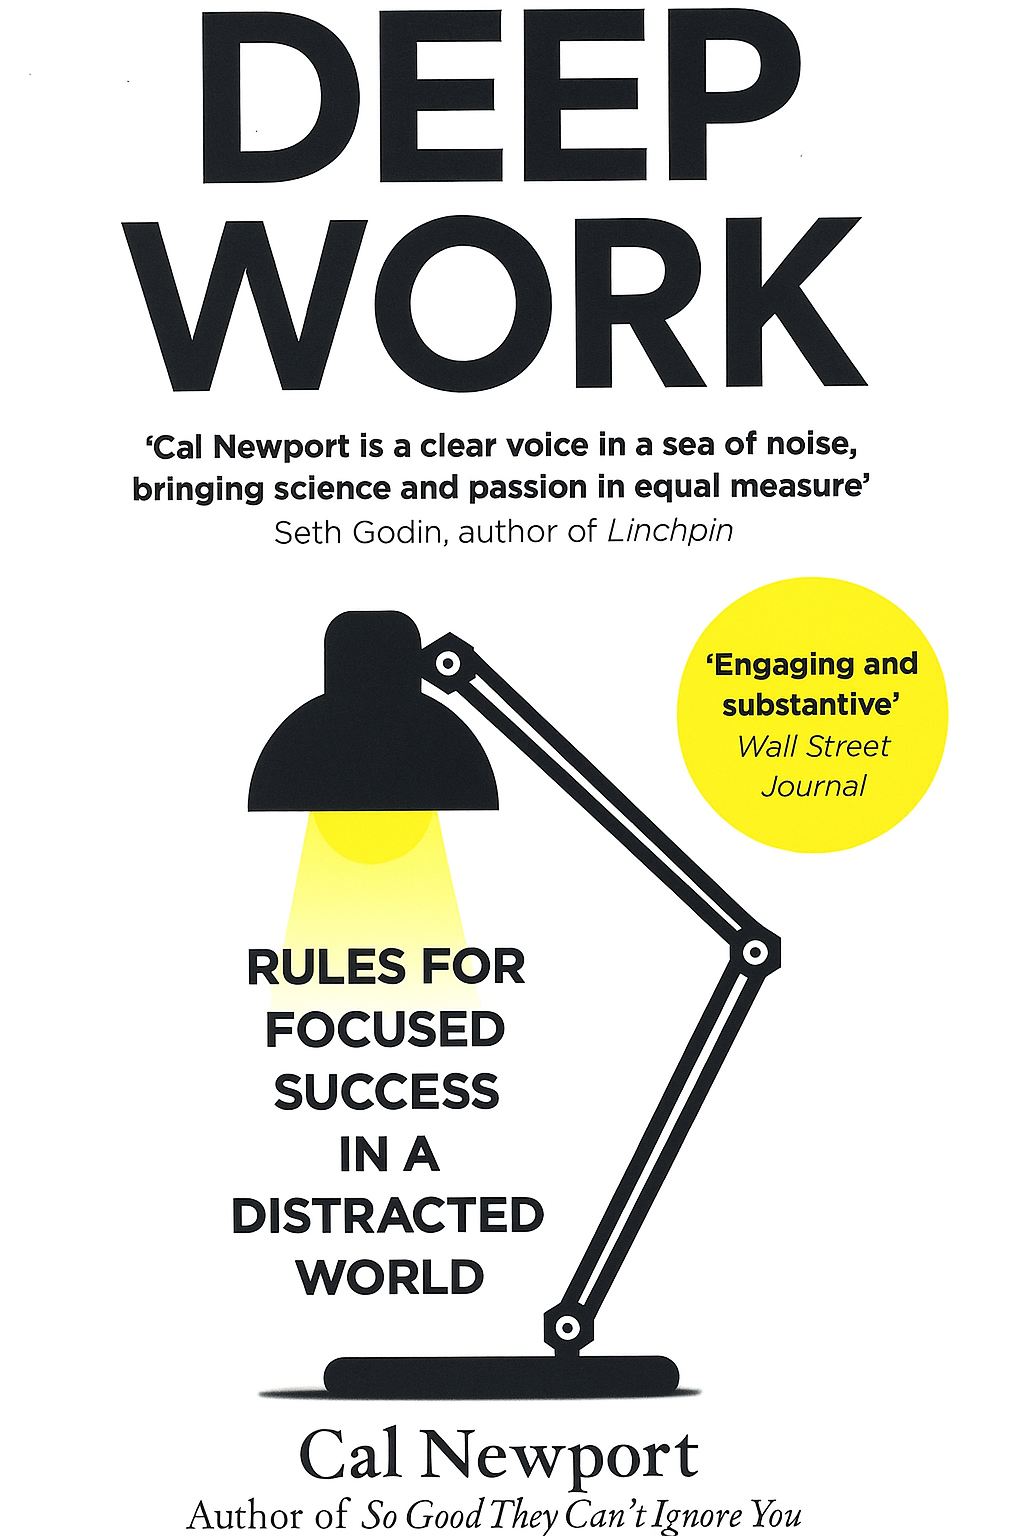 DEEP
WORK
‘Cal Newport is a clear voice in a sea of noise,
bringing science and passion in equal measure’
Seth Godin, author of Linchpin
‘Engaging and
substantive’
Wall Street
Journal
RULES FOR
FOCUSED
SUCCESS
IN A
DISTRACTED
WORLD
Cal Newport
Author of So Good They Can’t Ignore You